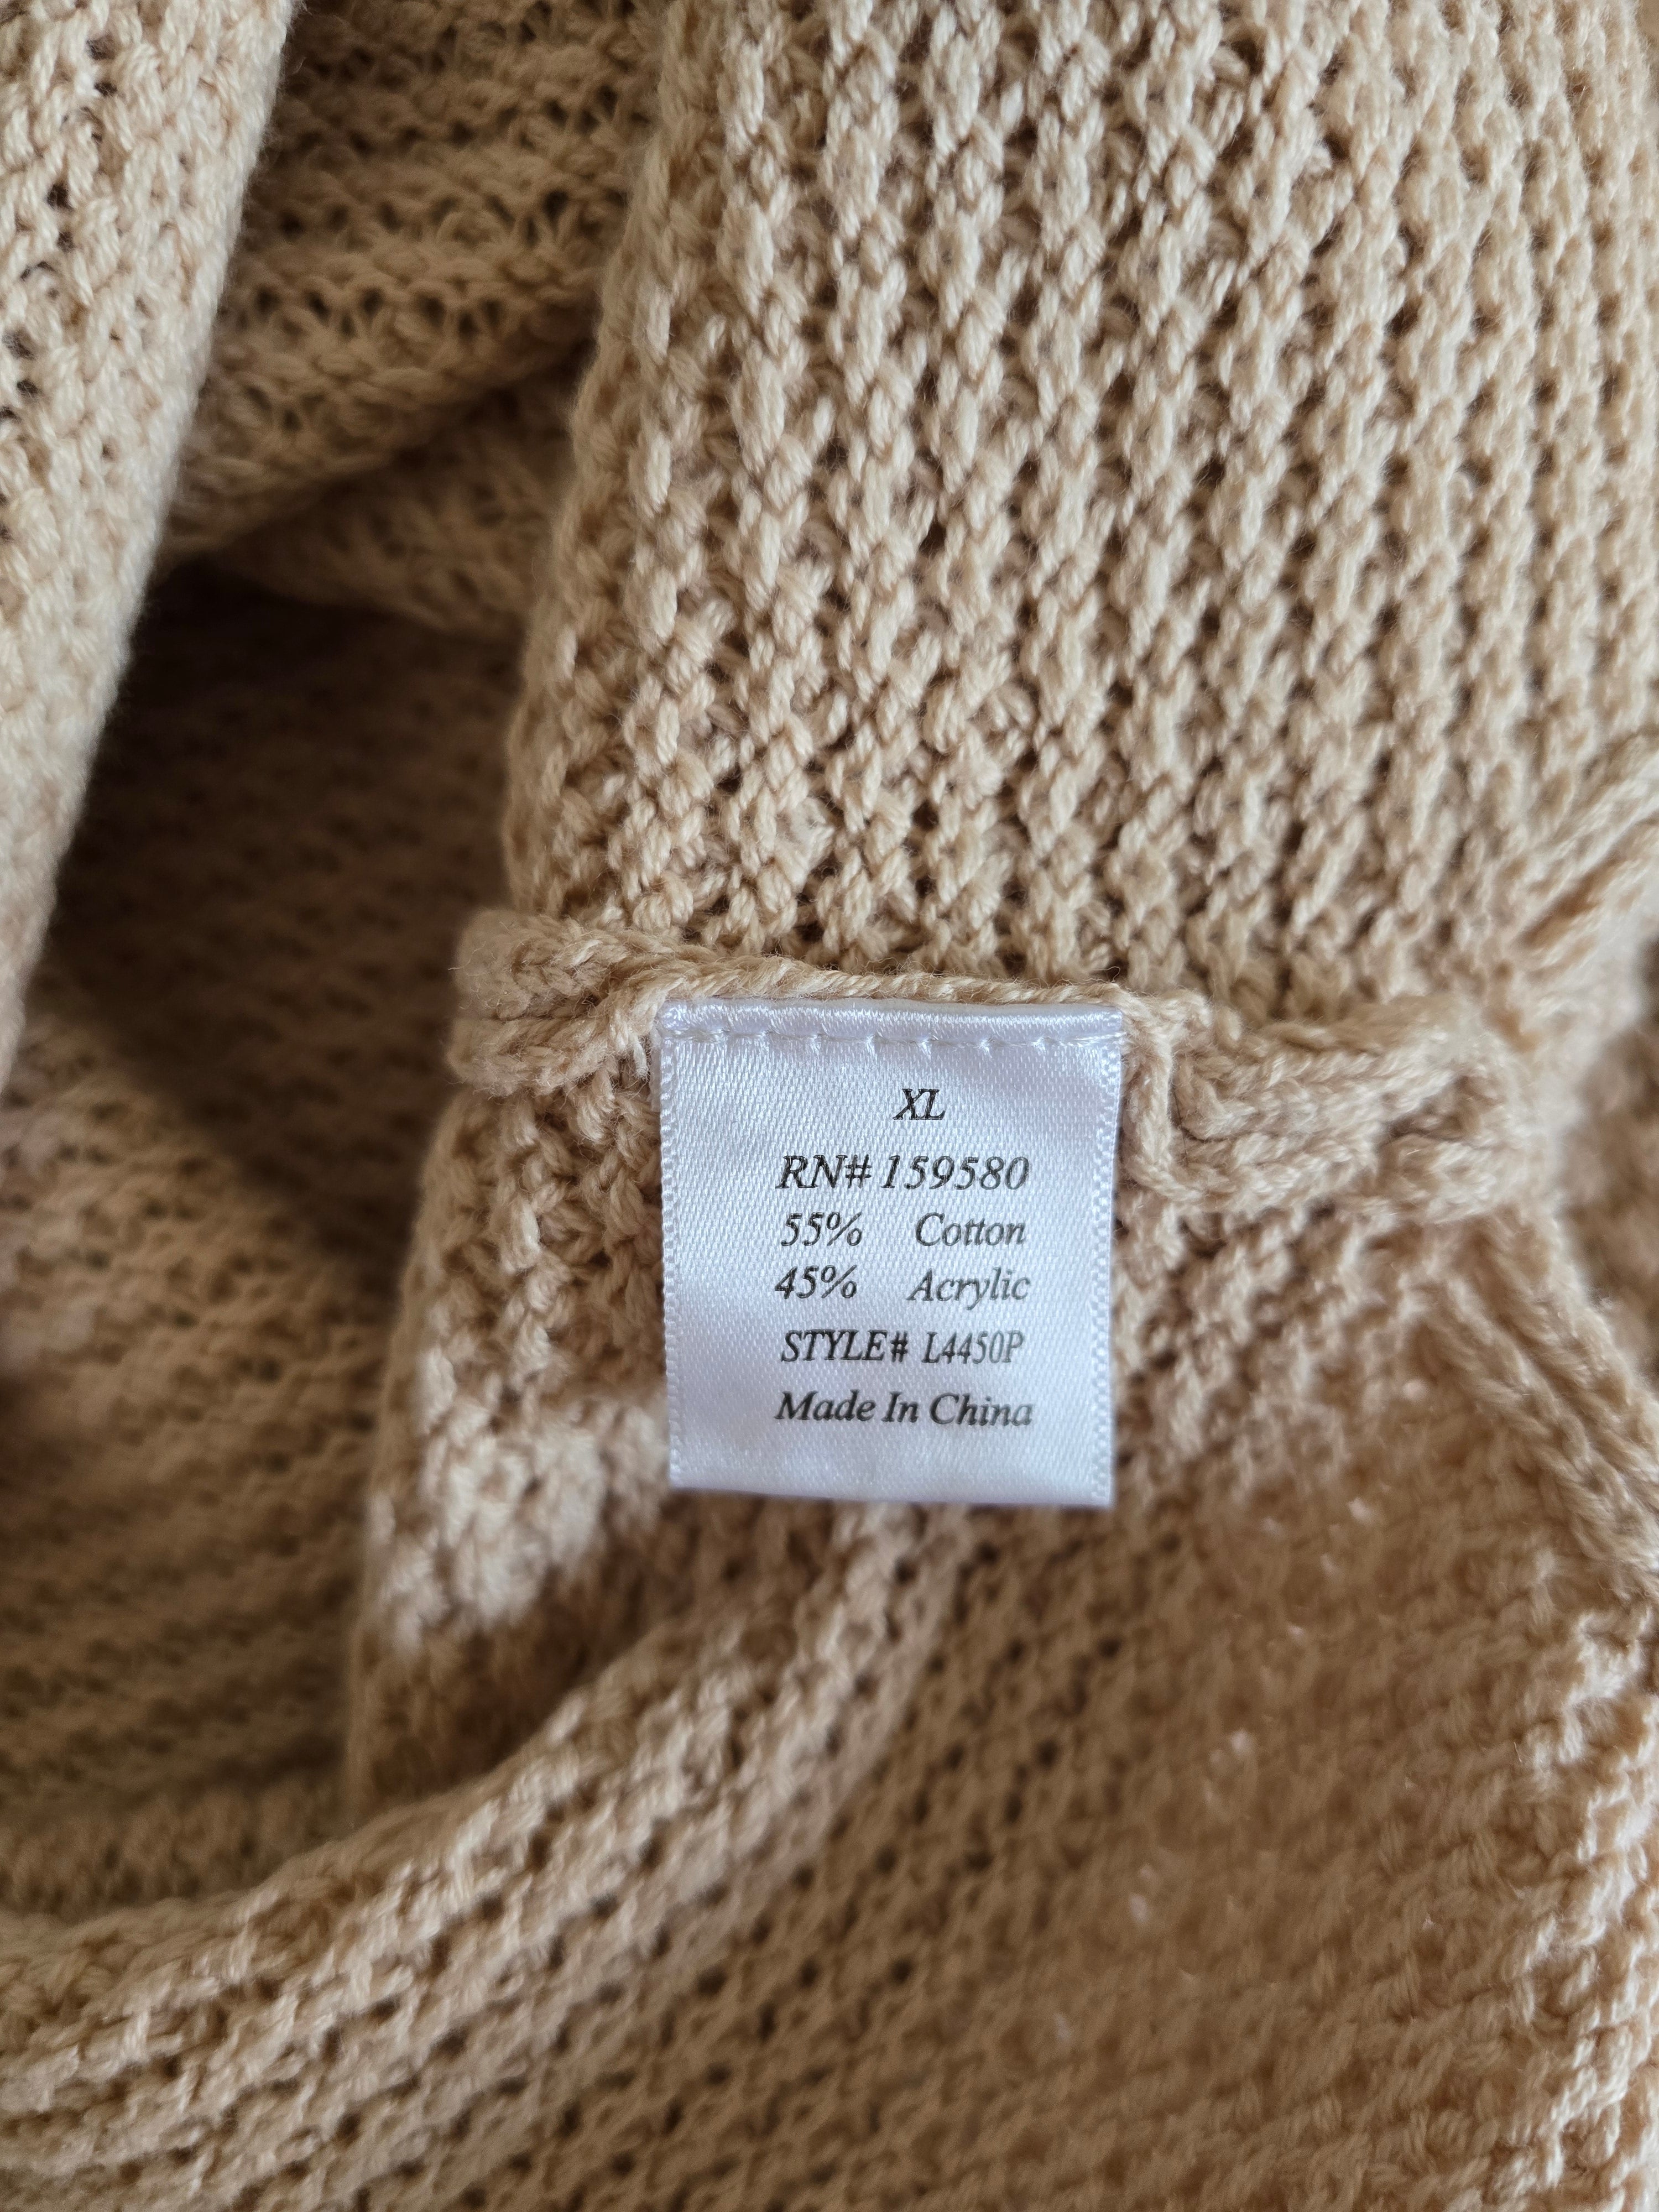 XL
RN# 159580
55% Cotton
45% Acrylic
STYLE# L4450P
Made In China